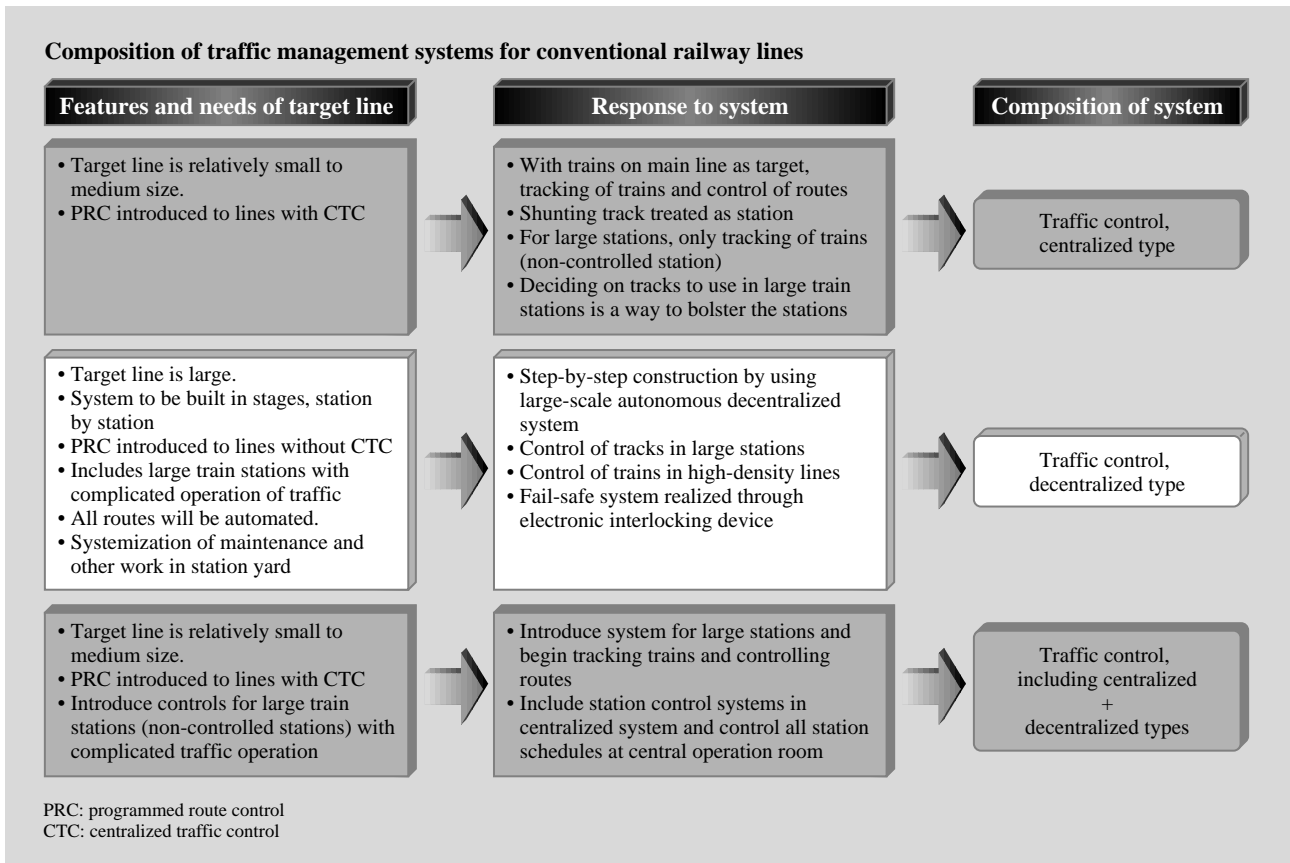 Composition of traffic management systems for conventional railway lines
Features and needs of target line
Response to system
Composition of system
• Target line is relatively small to
medium size.
• PRC introduced to lines with CTC
• With trains on main line as target,
tracking of trains and control of routes
• Shunting track treated as station
• For large stations, only tracking of trains
(non-controlled station)
• Deciding on tracks to use in large train
stations is a way to bolster the stations
Traffic control,
centralized type
• Target line is large.
• System to be built in stages, station
by station
• PRC introduced to lines without CTC
• Includes large train stations with
complicated operation of traffic
• All routes will be automated.
• Systemization of maintenance and
other work in station yard
• Step-by-step construction by using
large-scale autonomous decentralized
system
• Control of tracks in large stations
• Control of trains in high-density lines
• Fail-safe system realized through
electronic interlocking device
Traffic control,
decentralized type
• Target line is relatively small to
medium size.
• PRC introduced to lines with CTC
• Introduce controls for large train
stations (non-controlled stations) with
complicated traffic operation
• Introduce system for large stations and
begin tracking trains and controlling
routes
• Include station control systems in
centralized system and control all station
schedules at central operation room
Traffic control,
including centralized
+
decentralized types
PRC: programmed route control
CTC: centralized traffic control